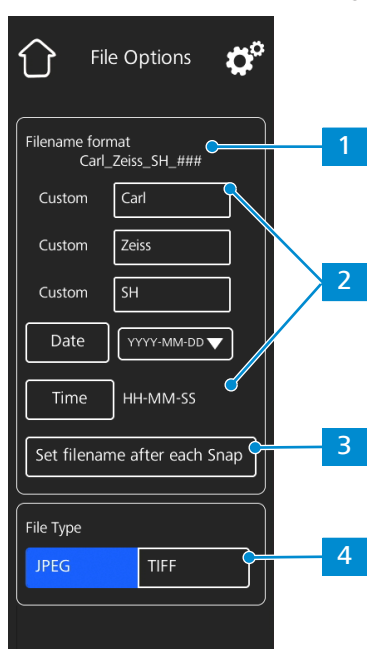 File Options
Filename format
Carl_Zeiss_SH_###
1
Custom Carl
Custom Zeiss
2
Custom SH
Date YYYY-MM-DD
Time HH-MM-SS
Set filename after each Snap
3
File Type
JPEG TIFF
4